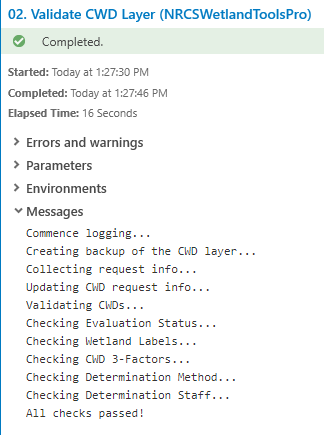 02. Validate CWD Layer (NRCSWetlandToolsPro)
Completed.
Started: Today at 1:27:30 PM
Completed: Today at 1:27:46 PM
Elapsed Time: 16 Seconds
Errors and warnings
Parameters
Environments
Messages
Commence logging...
Creating backup of the CWD layer...
Collecting request info...
Updating CWD request info...
Validating CWDs...
Checking Evaluation Status...
Checking Wetland Labels...
Checking CWD 3-Factors...
Checking Determination Method...
Checking Determination Staff...
All checks passed!